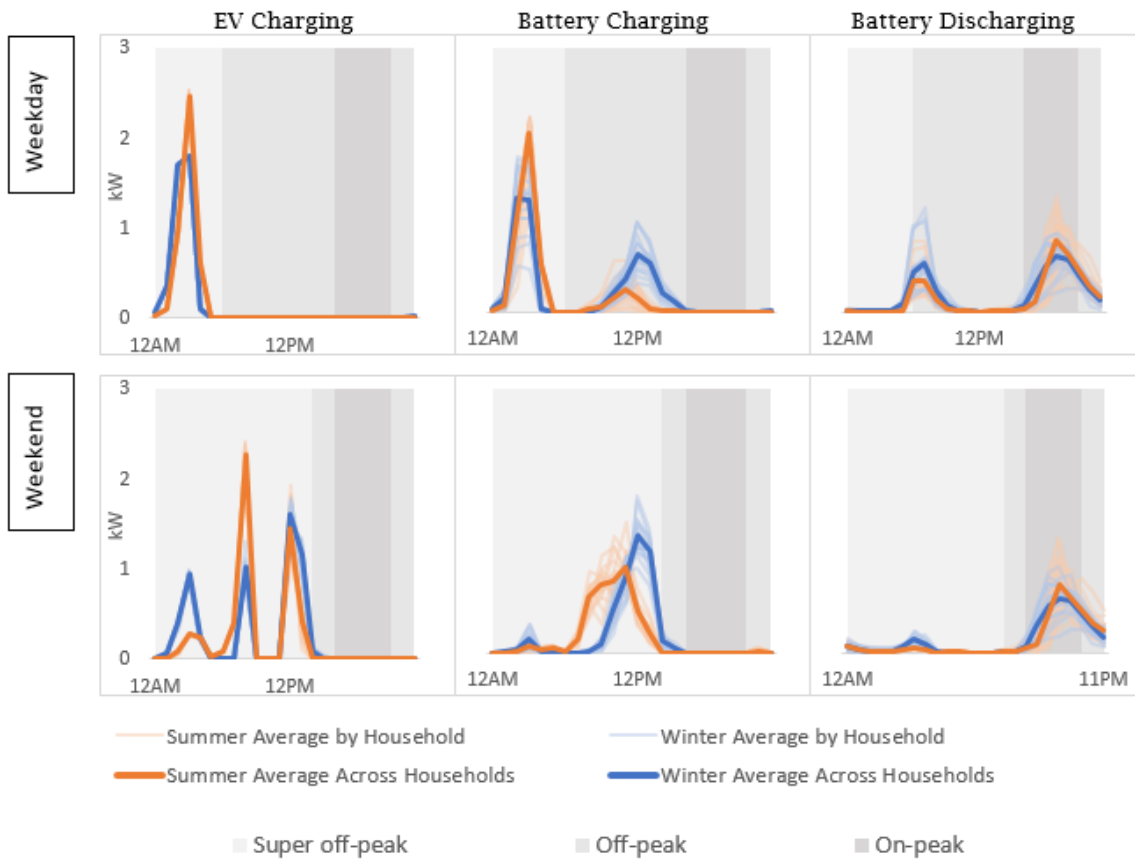 EV Charging Battery Charging Battery Discharging
Weekday
3
2
kW
1
0
12AM 12PM 12AM 12PM 12AM 12PM
Weekend
3
2
kW
1
0
12AM 12PM 12AM 12PM 12AM 11PM
Summer Average by Household Winter Average by Household
Summer Average Across Households Winter Average Across Households
Super off-peak Off-peak On-peak